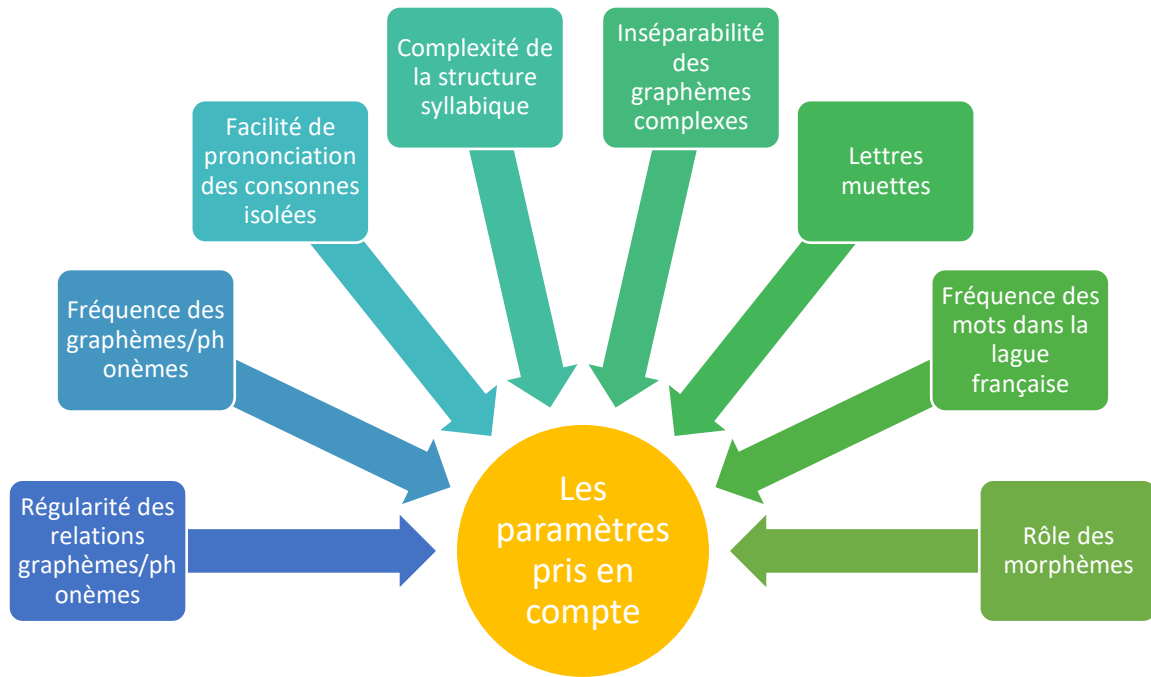 Complexité de
la structure
syllabique
Inséparabilité
des
graphèmes
complexes
Facilité de
prononciation
des consonnes
isolées
Lettres
muettes
Fréquence des
graphèmes/ph
onèmes
Fréquence des
mots dans la
lague
française
Régularité des
relations
graphèmes/ph
onèmes
Les
paramètres
pris en
compte
Rôle des
morphèmes